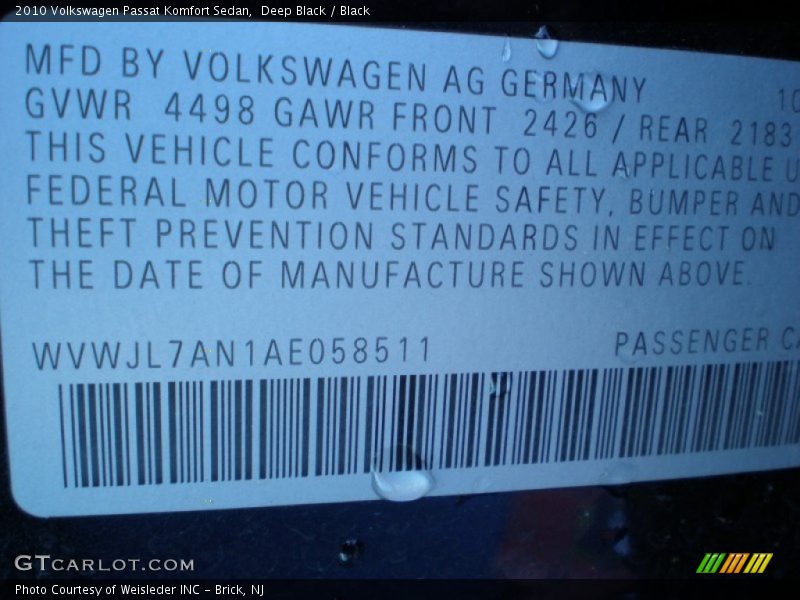 2010 Volkswagen Passat Komfort Sedan,  Deep Black / Black
MFD BY VOLKSWAGEN AG GERMANY 10
GVWR 4498 GAWR FRONT 2426 / REAR 2183
THIS VEHICLE CONFORMS TO ALL APPLICABLE U
FEDERAL MOTOR VEHICLE SAFETY, BUMPER AND
THEFT PREVENTION STANDARDS IN EFFECT ON
THE DATE OF MANUFACTURE SHOWN ABOVE.
WVWJL7AN1AE058511 PASSENGER CA
GTCARLOT.COM
Photo Courtesy of Weisleder INC – Brick, NJ